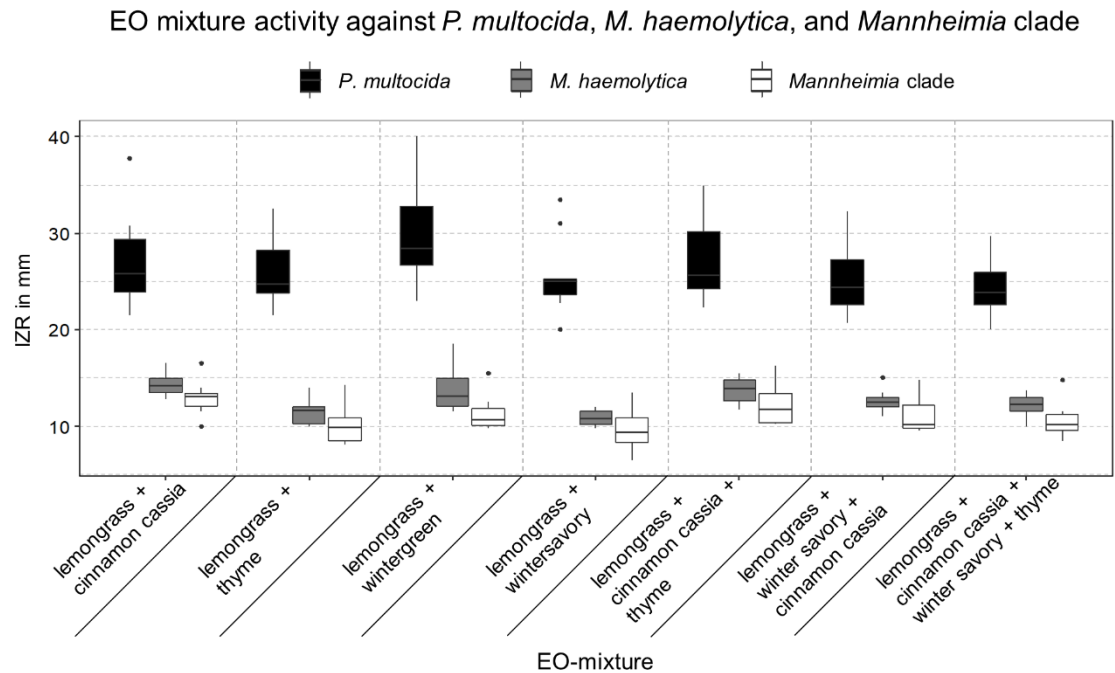 EO mixture activity against P. multocida, M. haemolytica, and Mannheimia clade
P. multocida
M. haemolytica
Mannheimia clade
IZR in mm
40
30
20
10
lemongrass +
cinnamon cassia
lemongrass +
thyme
lemongrass +
wintergreen
lemongrass +
wintersavory
lemongrass +
cinnamon cassia +
thyme
lemongrass +
winter savory +
cinnamon cassia
lemongrass +
cinnamon cassia +
winter savory + thyme
EO-mixture